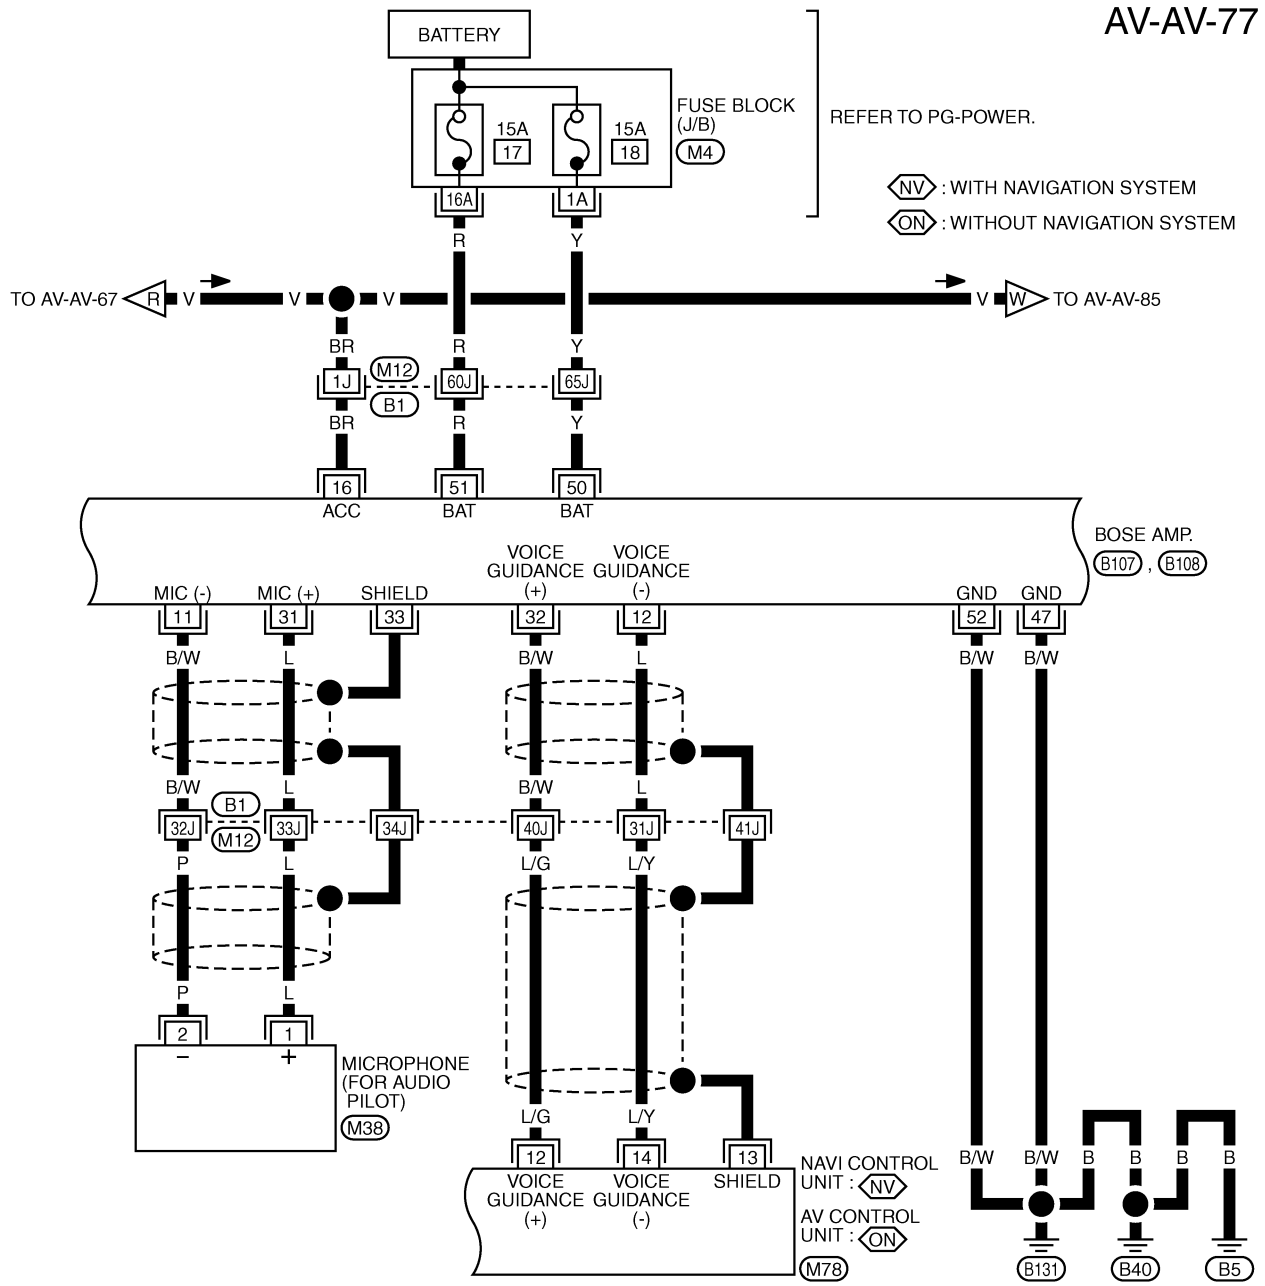 AV-AV-77
BATTERY
FUSE BLOCK
(J/B)
M4
15A
17
15A
18
REFER TO PG-POWER.
NV : WITH NAVIGATION SYSTEM
ON : WITHOUT NAVIGATION SYSTEM
16A 1A
R Y
TO AV-AV-67 R V V V V W TO AV-AV-85
BR R Y
1J M12 60J 65J
B1
BR R Y
16 51 50
ACC BAT BAT
BOSE AMP.
B107 , B108
VOICE GUIDANCE (+)
VOICE GUIDANCE (-)
MIC (-) MIC (+) SHIELD GND GND
11 31 33 32 12 52 47
B/W L B/W L B/W B/W
B/W L B/W L
B1
32J 33J 34J 40J 31J 41J
M12
P L L/G L/Y
P L
2 1
− +
MICROPHONE
(FOR AUDIO
PILOT)
M38
L/G L/Y
12 14 13
VOICE GUIDANCE (+)
VOICE GUIDANCE (-)
SHIELD
NAVI CONTROL
UNIT : NV
AV CONTROL
UNIT : ON
M78
B/W B/W B B B B
B131 B40 B5